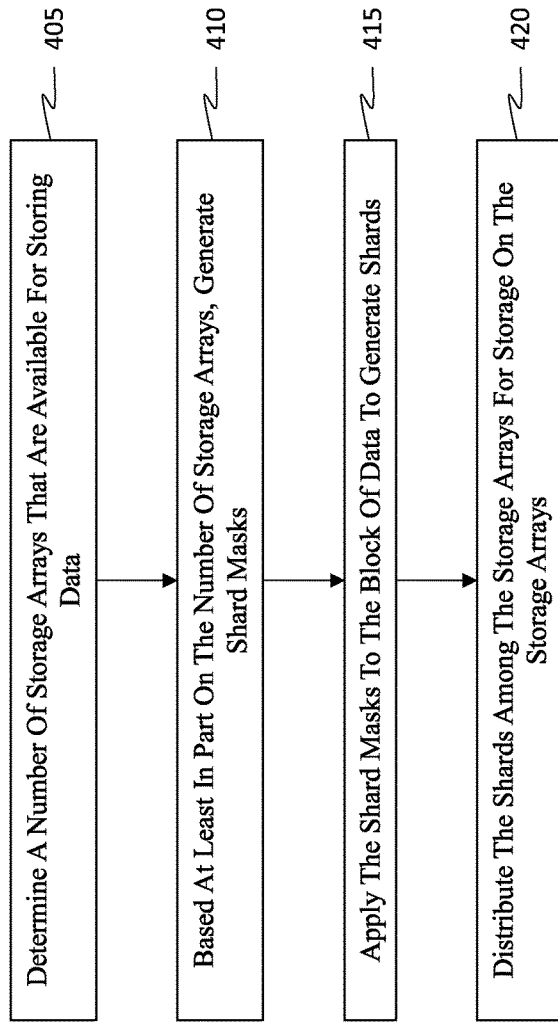 Determine A Number Of Storage Arrays That Are Available For Storing
Data
405
Based At Least In Part On The Number Of Storage Arrays, Generate
Shard Masks
410
Apply The Shard Masks To The Block Of Data To Generate Shards
415
Distribute The Shards Among The Storage Arrays For Storage On The
Storage Arrays
420